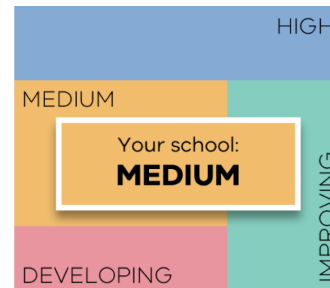 HIGH
MEDIUM
Your school:
MEDIUM
IMPROVING
DEVELOPING